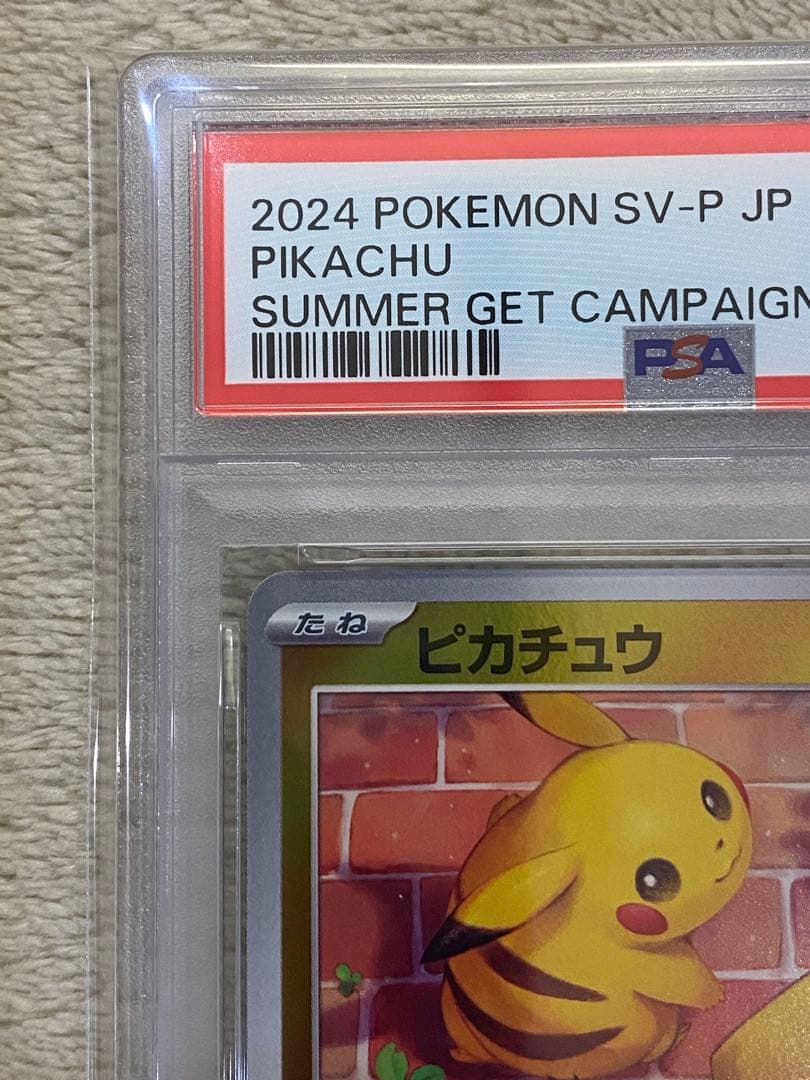 2024 POKEMON SV-P JP
PIKACHU
SUMMER GET CAMPAIGN
PSA
たね
ピカチュウ